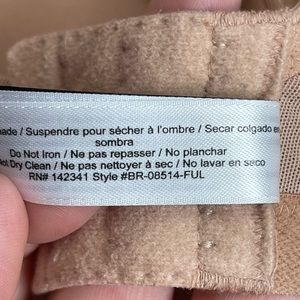 / Suspendre pour sécher à l'ombre / Secar colgado en
sombra
Do Not Iron / Ne pas repasser / No planchar
Not Dry Clean / Ne pas nettoyer à sec / No lavar en seco
RN# 142341 Style #BR-08514-FUL